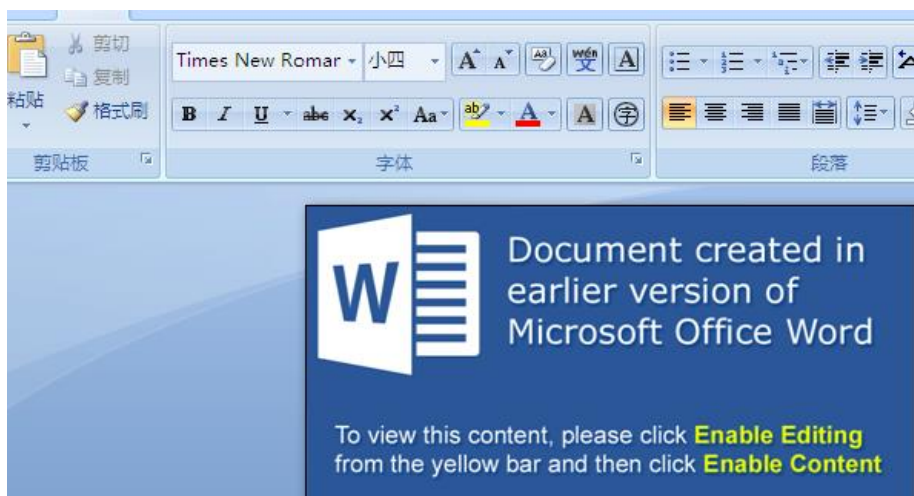 剪切
复制
粘贴
格式刷
剪贴板
Times New Romar
小四
A A Aa wén 文 A
B I U abc x₂ x² Aa ab A A 字
字体
段落
W
Document created in
earlier version of
Microsoft Office Word
To view this content, please click Enable Editing
from the yellow bar and then click Enable Content